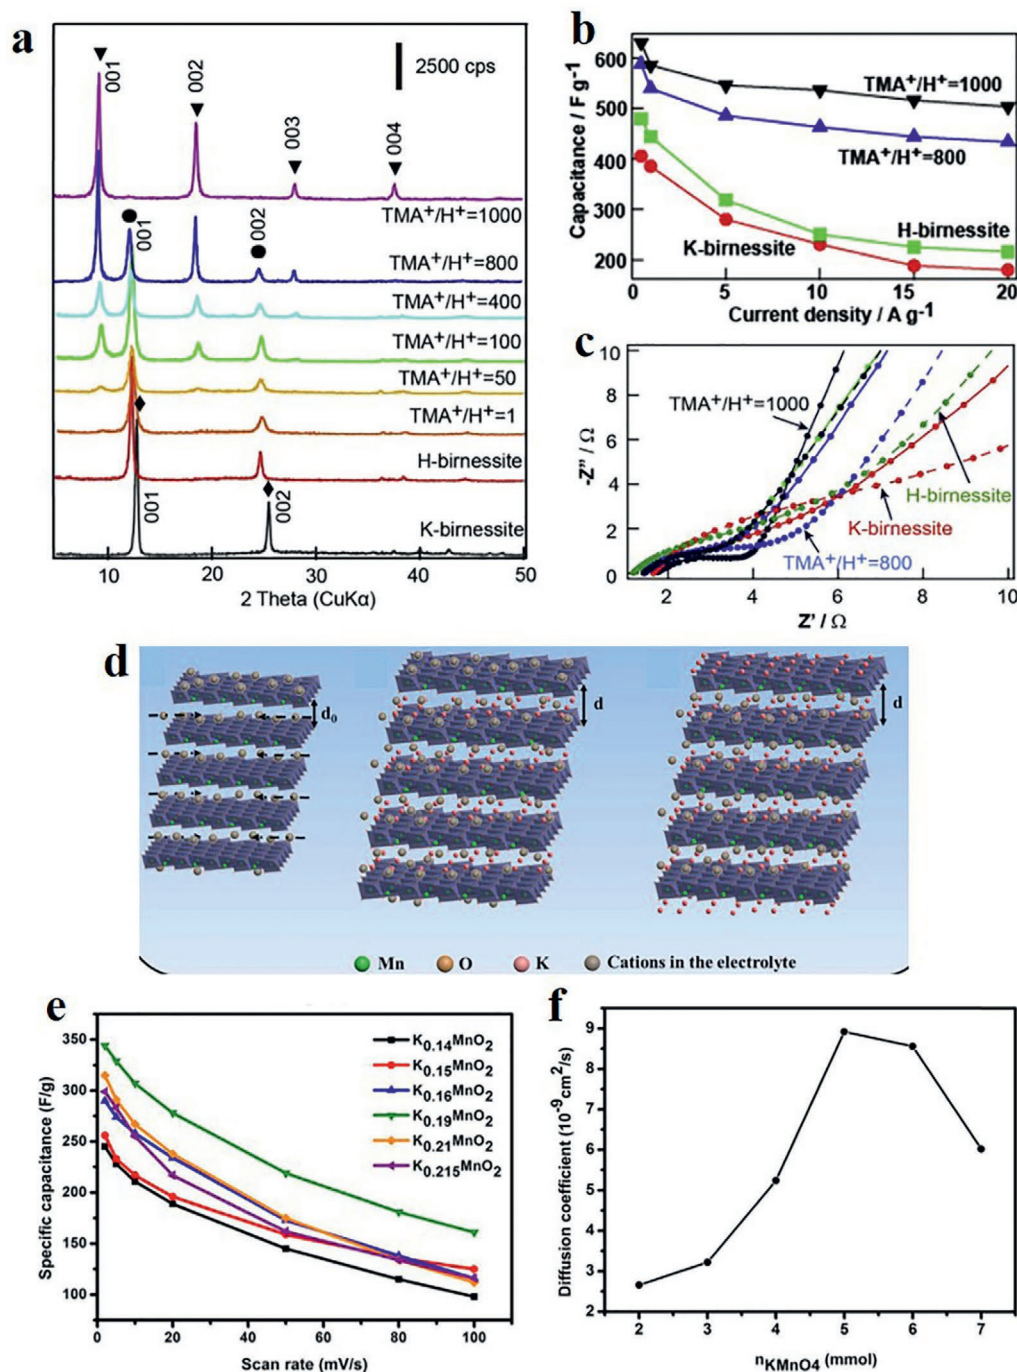 a
2500 cps
001
002
003
004
TMA⁺/H⁺=1000
001
002
TMA⁺/H⁺=800
TMA⁺/H⁺=400
TMA⁺/H⁺=100
TMA⁺/H⁺=50
TMA⁺/H⁺=1
H-birnessite
001
002
K-birnessite
0 10 20 30 40 50
2 Theta (CuKα)
b
Capacitance / F g⁻¹
600
500
400
300
200
TMA⁺/H⁺=1000
TMA⁺/H⁺=800
H-birnessite
K-birnessite
0 5 10 15 20
Current density / A g⁻¹
c
-Z" / Ω
10
8
6
4
2
0
TMA⁺/H⁺=1000
H-birnessite
K-birnessite
TMA⁺/H⁺=800
2 4 6 8 10
Z' / Ω
d
d₀
d
d
Mn O K Cations in the electrolyte
e
Specific capacitance (F/g)
350
300
250
200
150
100
K₀.₁₄MnO₂
K₀.₁₅MnO₂
K₀.₁₆MnO₂
K₀.₁₉MnO₂
K₀.₂₁MnO₂
K₀.₂₁₅MnO₂
0 20 40 60 80 100
Scan rate (mV/s)
f
Diffusion coefficient (10⁻⁹cm²/s)
9
8
7
6
5
4
3
2
2 3 4 5 6 7
nKMnO4 (mmol)